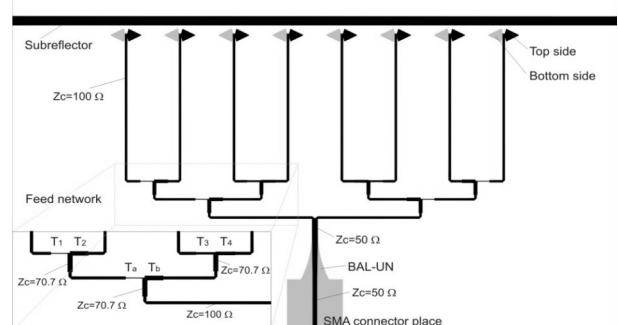 Subreflector
Top side
Bottom side
Zc=100 Ω
Feed network
T1 T2
T3 T4
Ta Tb
Zc=70.7 Ω
Zc=70.7 Ω
Zc=70.7 Ω
Zc=100 Ω
Zc=50 Ω
BAL-UN
Zc=50 Ω
SMA connector place